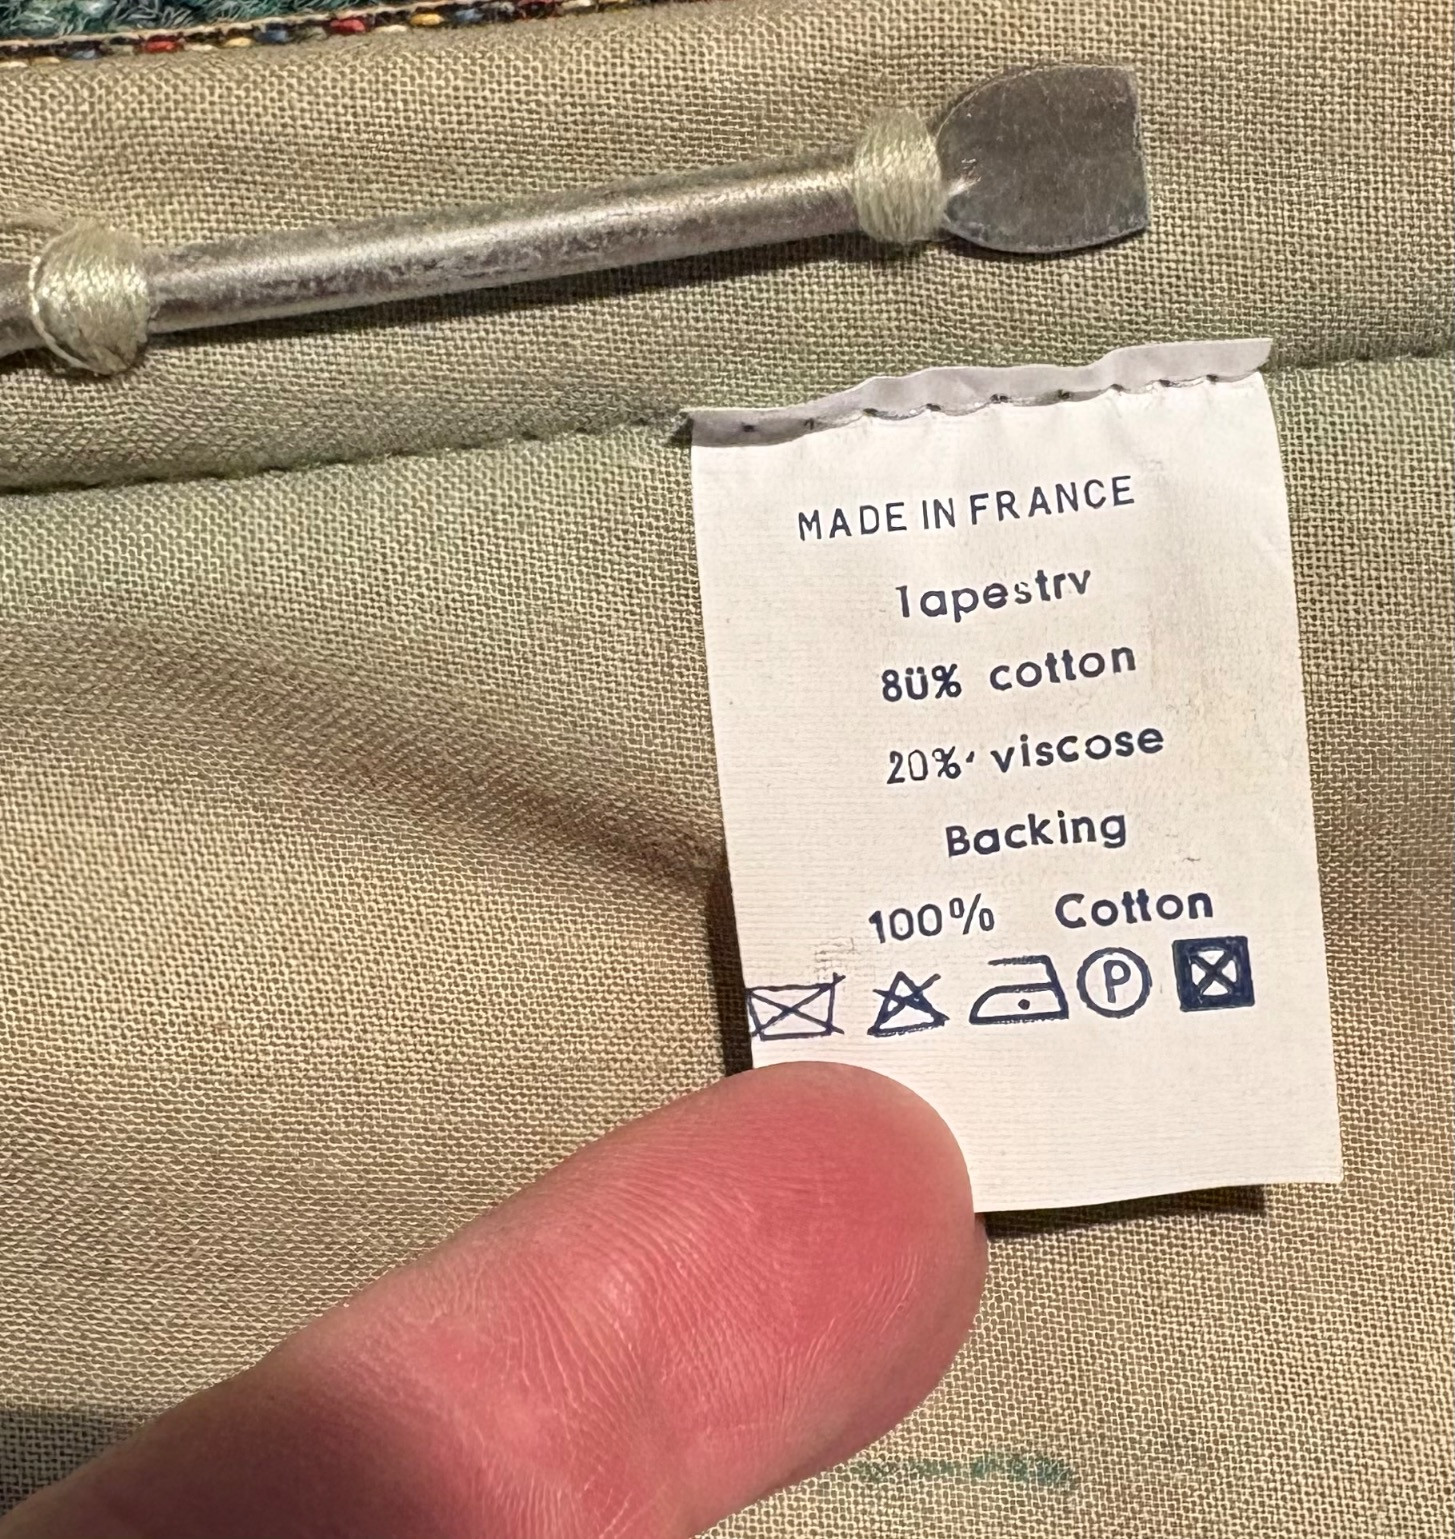 MADE IN FRANCE
Tapestry
80% cotton
20% viscose
Backing
100% Cotton
P